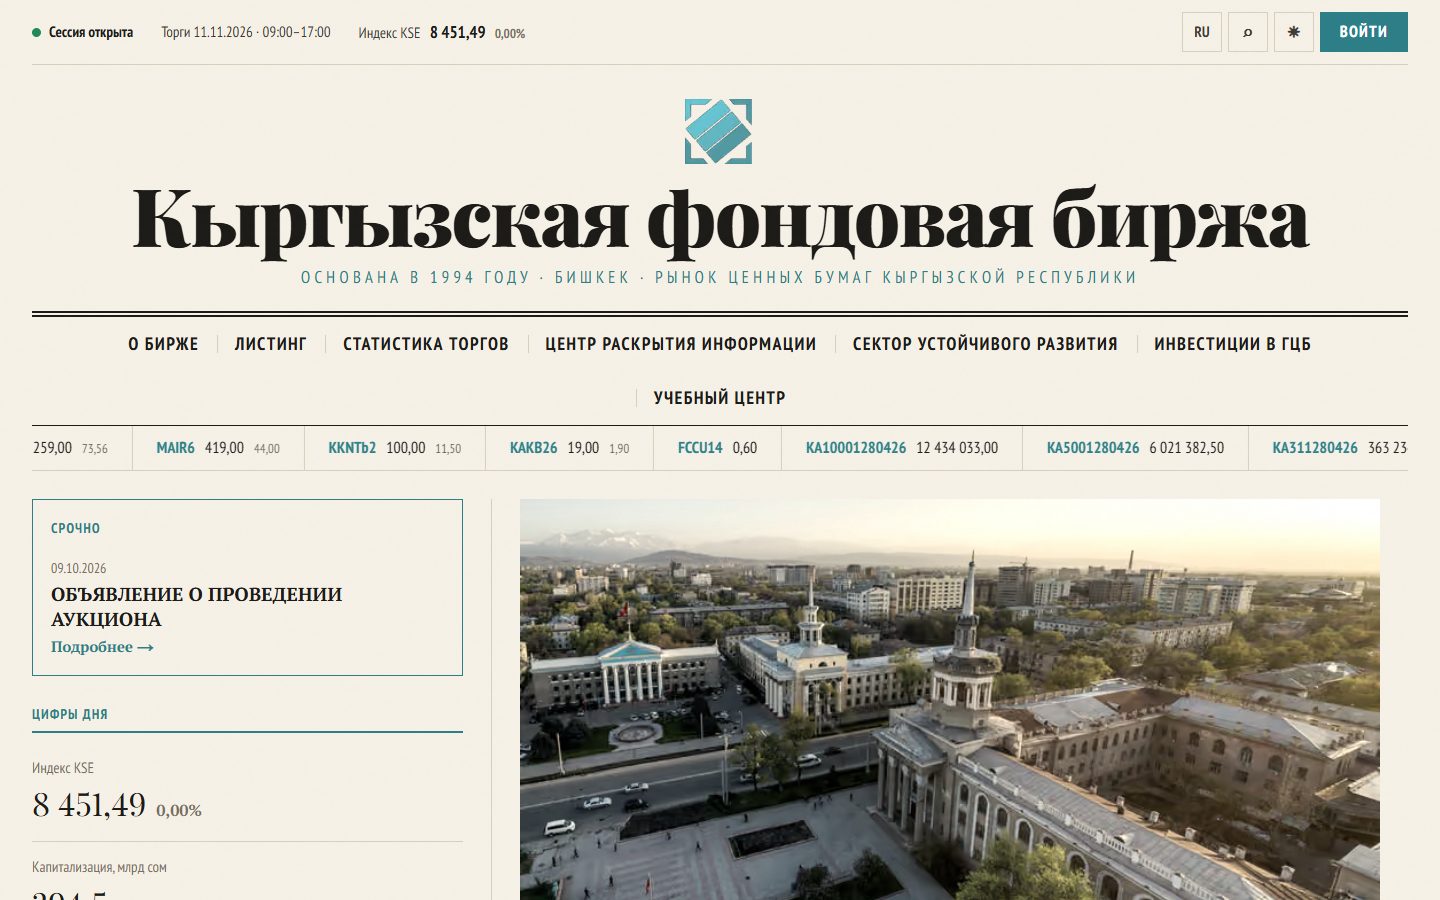 Сессия открыта Торги 11.11.2026 · 09:00–17:00 Индекс KSE 8 451,49 0,00% RU ВОЙТИ
Кыргызская фондовая биржа
ОСНОВАНА В 1994 ГОДУ · БИШКЕК · РЫНОК ЦЕННЫХ БУМАГ КЫРГЫЗСКОЙ РЕСПУБЛИКИ
О БИРЖЕ ЛИСТИНГ СТАТИСТИКА ТОРГОВ ЦЕНТР РАСКРЫТИЯ ИНФОРМАЦИИ СЕКТОР УСТОЙЧИВОГО РАЗВИТИЯ ИНВЕСТИЦИИ В ГЦБ
УЧЕБНЫЙ ЦЕНТР
259,00 73,56 MAIR6 419,00 44,00 KKNTb2 100,00 11,50 KAKB26 19,00 1,90 FCCU14 0,60 KA10001280426 12 434 033,00 KA5001280426 6 021 382,50 KA311280426 363 23
СРОЧНО
09.10.2026
ОБЪЯВЛЕНИЕ О ПРОВЕДЕНИИ
АУКЦИОНА
Подробнее →
ЦИФРЫ ДНЯ
Индекс KSE
8 451,49 0,00%
Капитализация, млрд сом